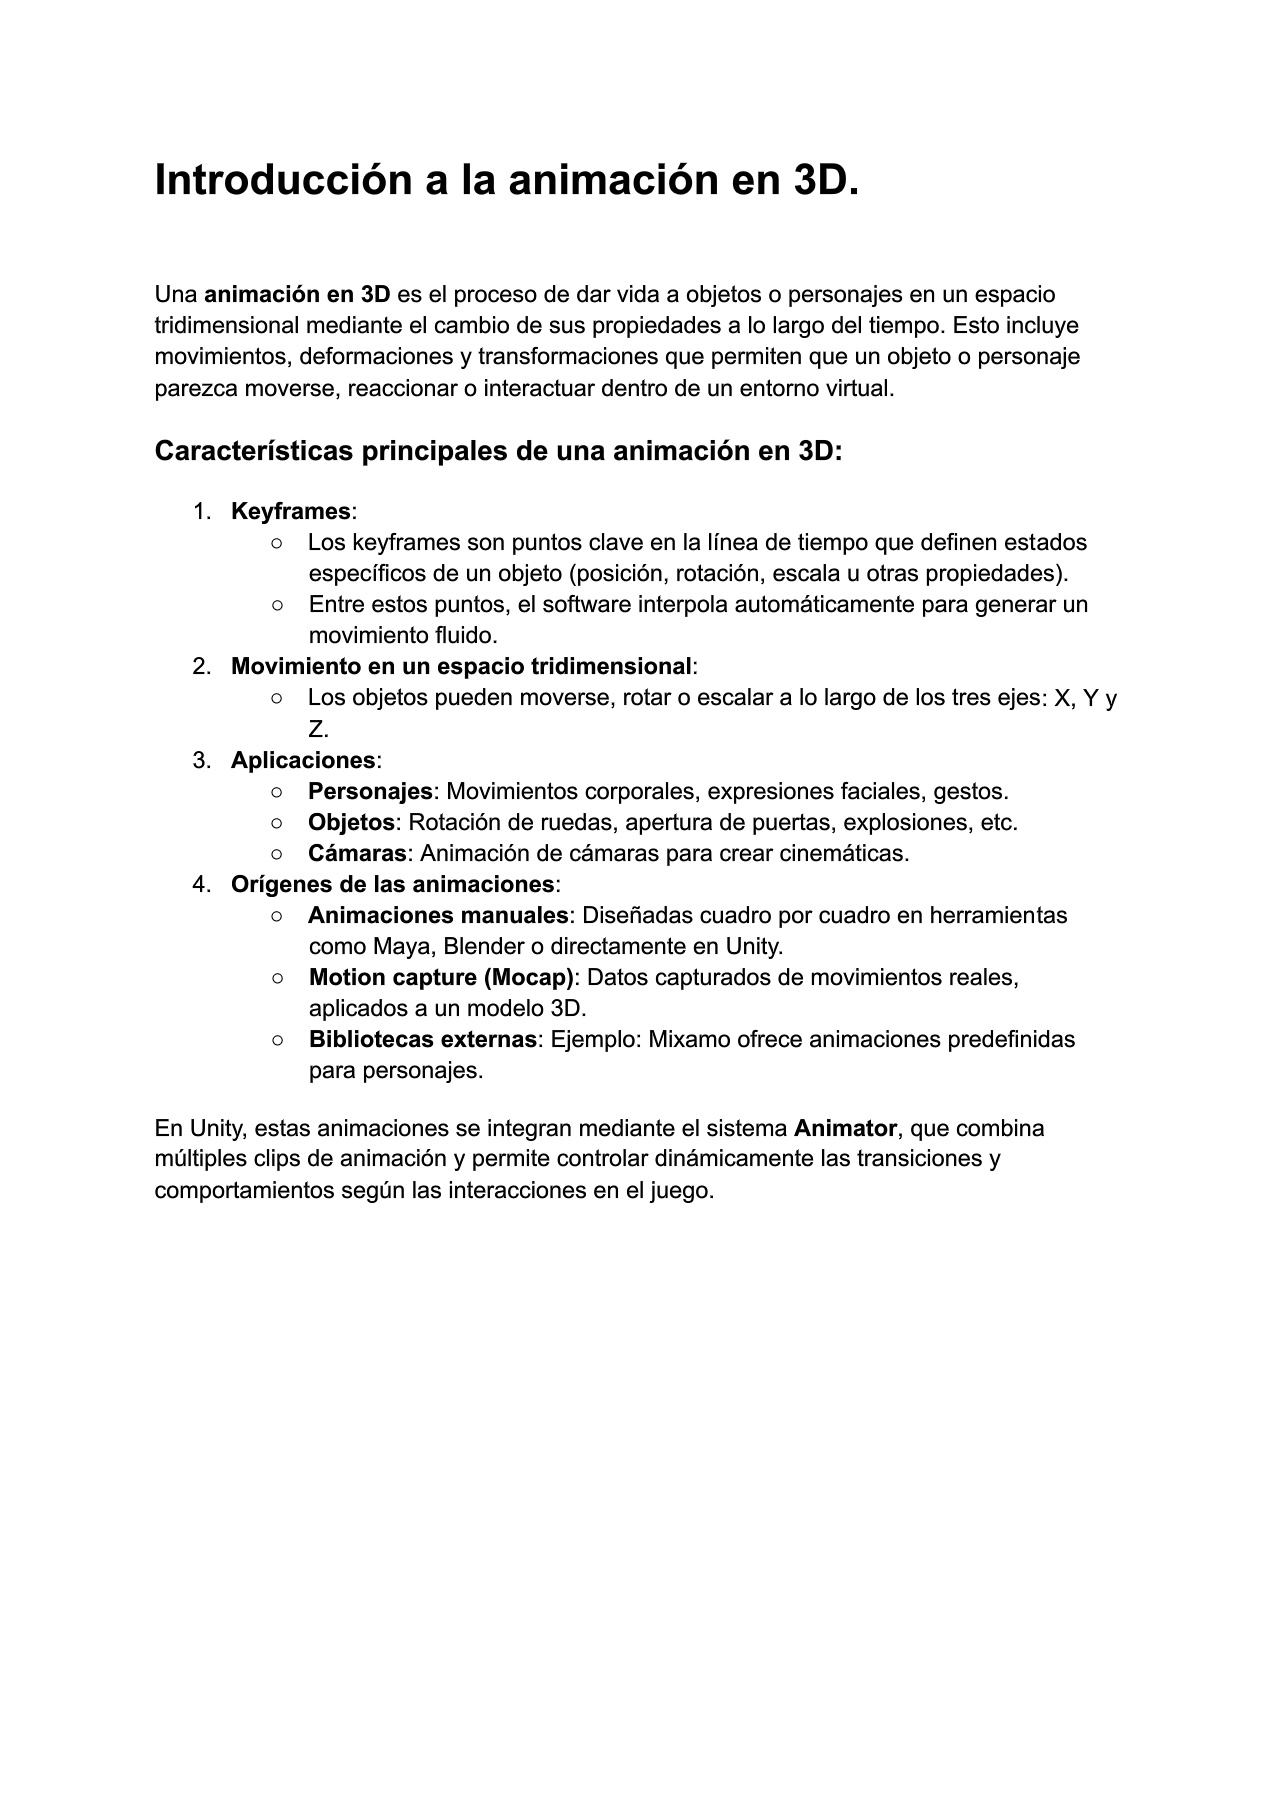 Introducción a la animación en 3D.
Una animación en 3D es el proceso de dar vida a objetos o personajes en un espacio
tridimensional mediante el cambio de sus propiedades a lo largo del tiempo. Esto incluye
movimientos, deformaciones y transformaciones que permiten que un objeto o personaje
parezca moverse, reaccionar o interactuar dentro de un entorno virtual.
Características principales de una animación en 3D:
1. Keyframes:
○ Los keyframes son puntos clave en la línea de tiempo que definen estados
específicos de un objeto (posición, rotación, escala u otras propiedades).
○ Entre estos puntos, el software interpola automáticamente para generar un
movimiento fluido.
2. Movimiento en un espacio tridimensional:
○ Los objetos pueden moverse, rotar o escalar a lo largo de los tres ejes: X, Y y
Z.
3. Aplicaciones:
○ Personajes: Movimientos corporales, expresiones faciales, gestos.
○ Objetos: Rotación de ruedas, apertura de puertas, explosiones, etc.
○ Cámaras: Animación de cámaras para crear cinemáticas.
4. Orígenes de las animaciones:
○ Animaciones manuales: Diseñadas cuadro por cuadro en herramientas
como Maya, Blender o directamente en Unity.
○ Motion capture (Mocap): Datos capturados de movimientos reales,
aplicados a un modelo 3D.
○ Bibliotecas externas: Ejemplo: Mixamo ofrece animaciones predefinidas
para personajes.
En Unity, estas animaciones se integran mediante el sistema Animator, que combina
múltiples clips de animación y permite controlar dinámicamente las transiciones y
comportamientos según las interacciones en el juego.